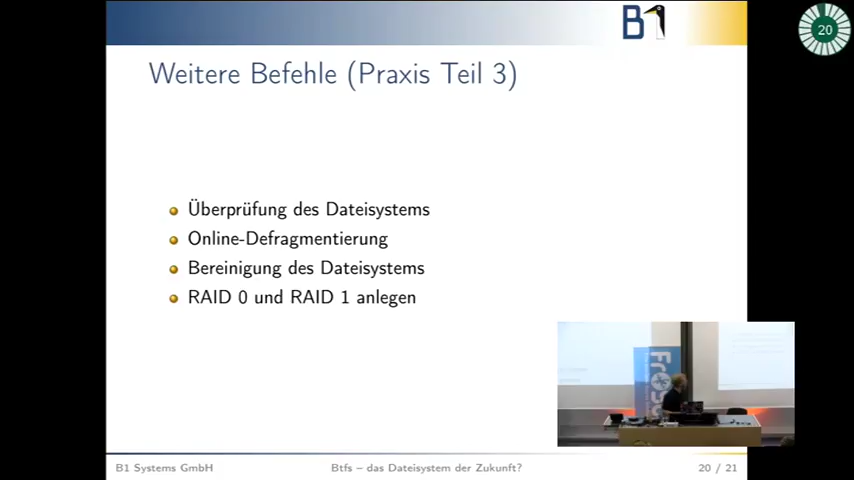 B1
20
Weitere Befehle (Praxis Teil 3)
Überprüfung des Dateisystems
Online-Defragmentierung
Bereinigung des Dateisystems
RAID 0 und RAID 1 anlegen
B1 Systems GmbH
Btfs – das Dateisystem der Zukunft?
20 / 21